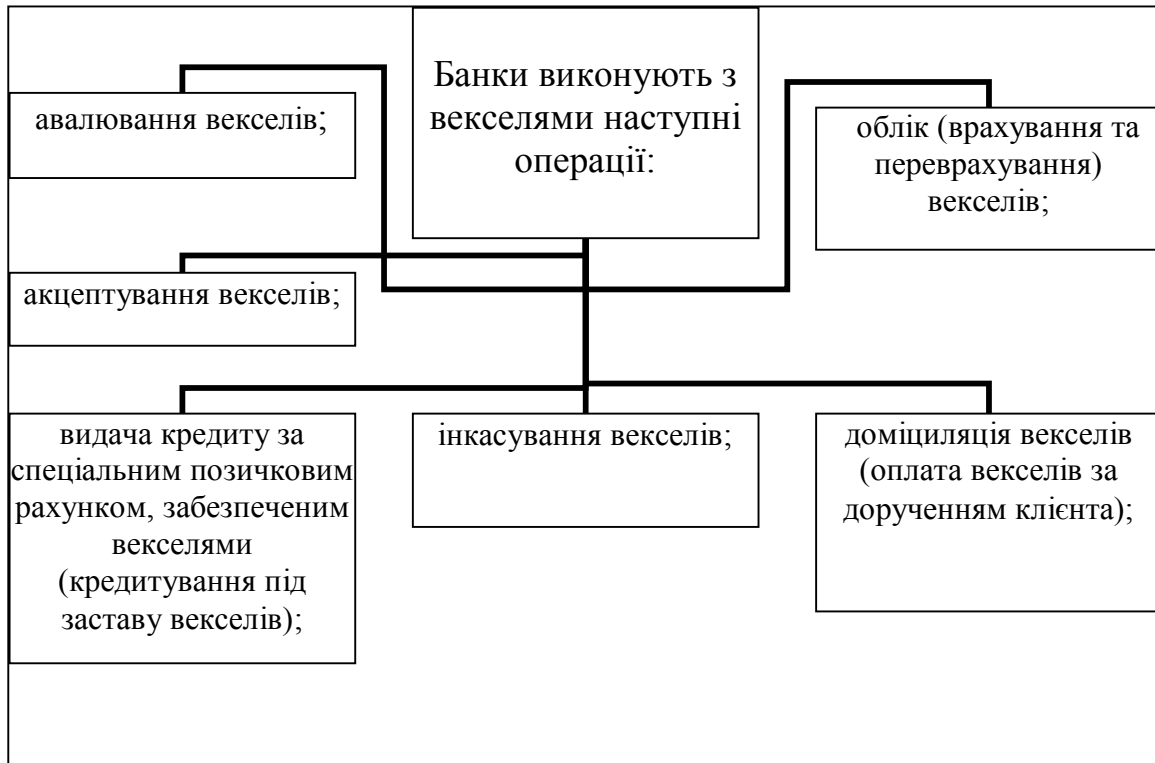 Банки виконують з
векселями наступні
операції:
авалювання векселів;
облік (врахування та
переврахування)
векселів;
акцептування векселів;
видача кредиту за
спеціальним позичковим
рахунком, забезпеченим
векселями
(кредитування під
заставу векселів);
інкасування векселів;
доміциляція векселів
(оплата векселів за
дорученням клієнта);